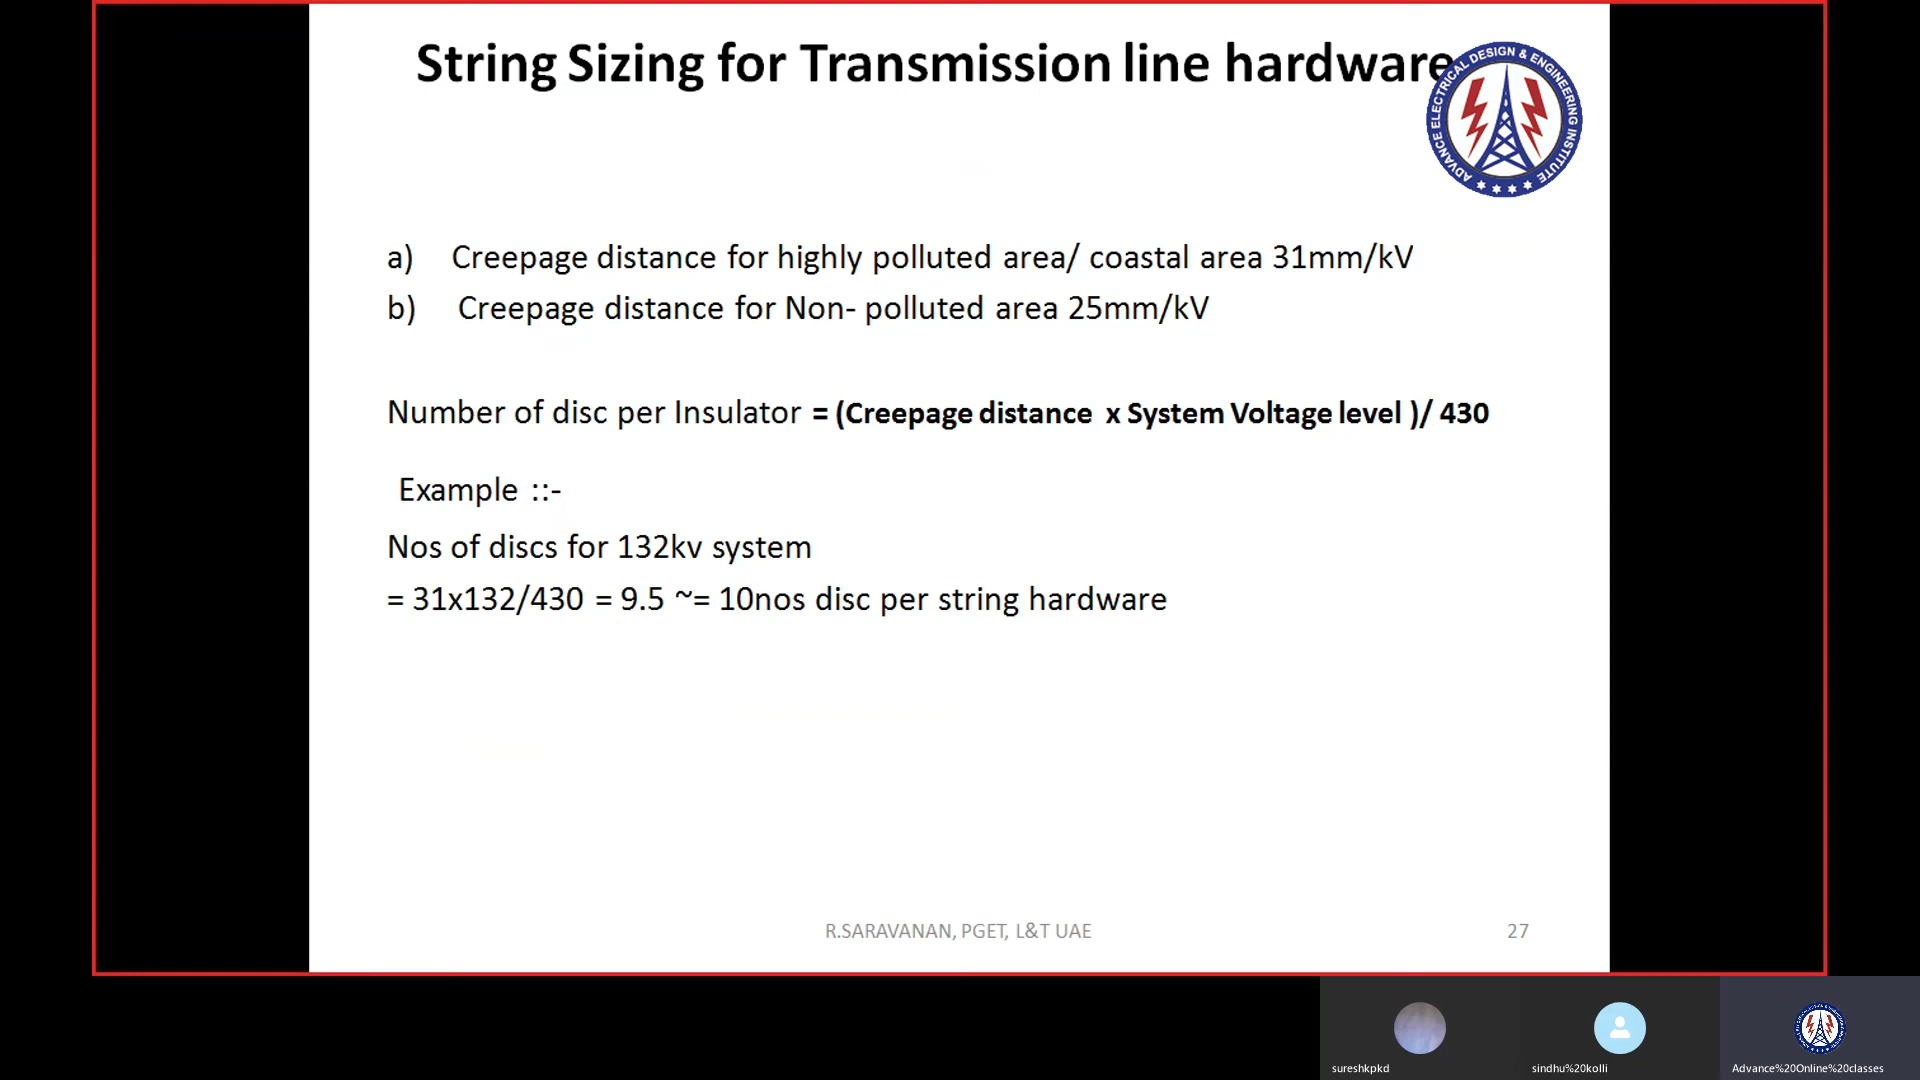 String Sizing for Transmission line hardware
ADVANCE ELECTRICAL DESIGN & ENGINEERING INSTITUTE
a) Creepage distance for highly polluted area/ coastal area 31mm/kV
b) Creepage distance for Non- polluted area 25mm/kV
Number of disc per Insulator = (Creepage distance x System Voltage level )/ 430
Example ::-
Nos of discs for 132kv system
= 31x132/430 = 9.5 ~= 10nos disc per string hardware
R.SARAVANAN, PGET, L&T UAE
27
sureshkpkd
sindhu%20kolli
Advance%20Online%20classes